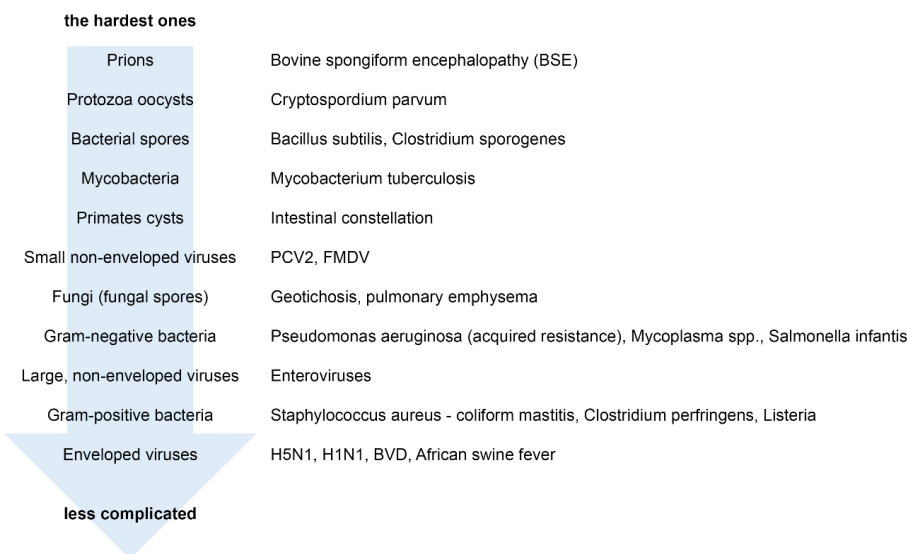 the hardest ones
Prions Bovine spongiform encephalopathy (BSE)
Protozoa oocysts Cryptospordium parvum
Bacterial spores Bacillus subtilis, Clostridium sporogenes
Mycobacteria Mycobacterium tuberculosis
Primates cysts Intestinal constellation
Small non-enveloped viruses PCV2, FMDV
Fungi (fungal spores) Geotichosis, pulmonary emphysema
Gram-negative bacteria Pseudomonas aeruginosa (acquired resistance), Mycoplasma spp., Salmonella infantis
Large, non-enveloped viruses Enteroviruses
Gram-positive bacteria Staphylococcus aureus - coliform mastitis, Clostridium perfringens, Listeria
Enveloped viruses H5N1, H1N1, BVD, African swine fever
less complicated